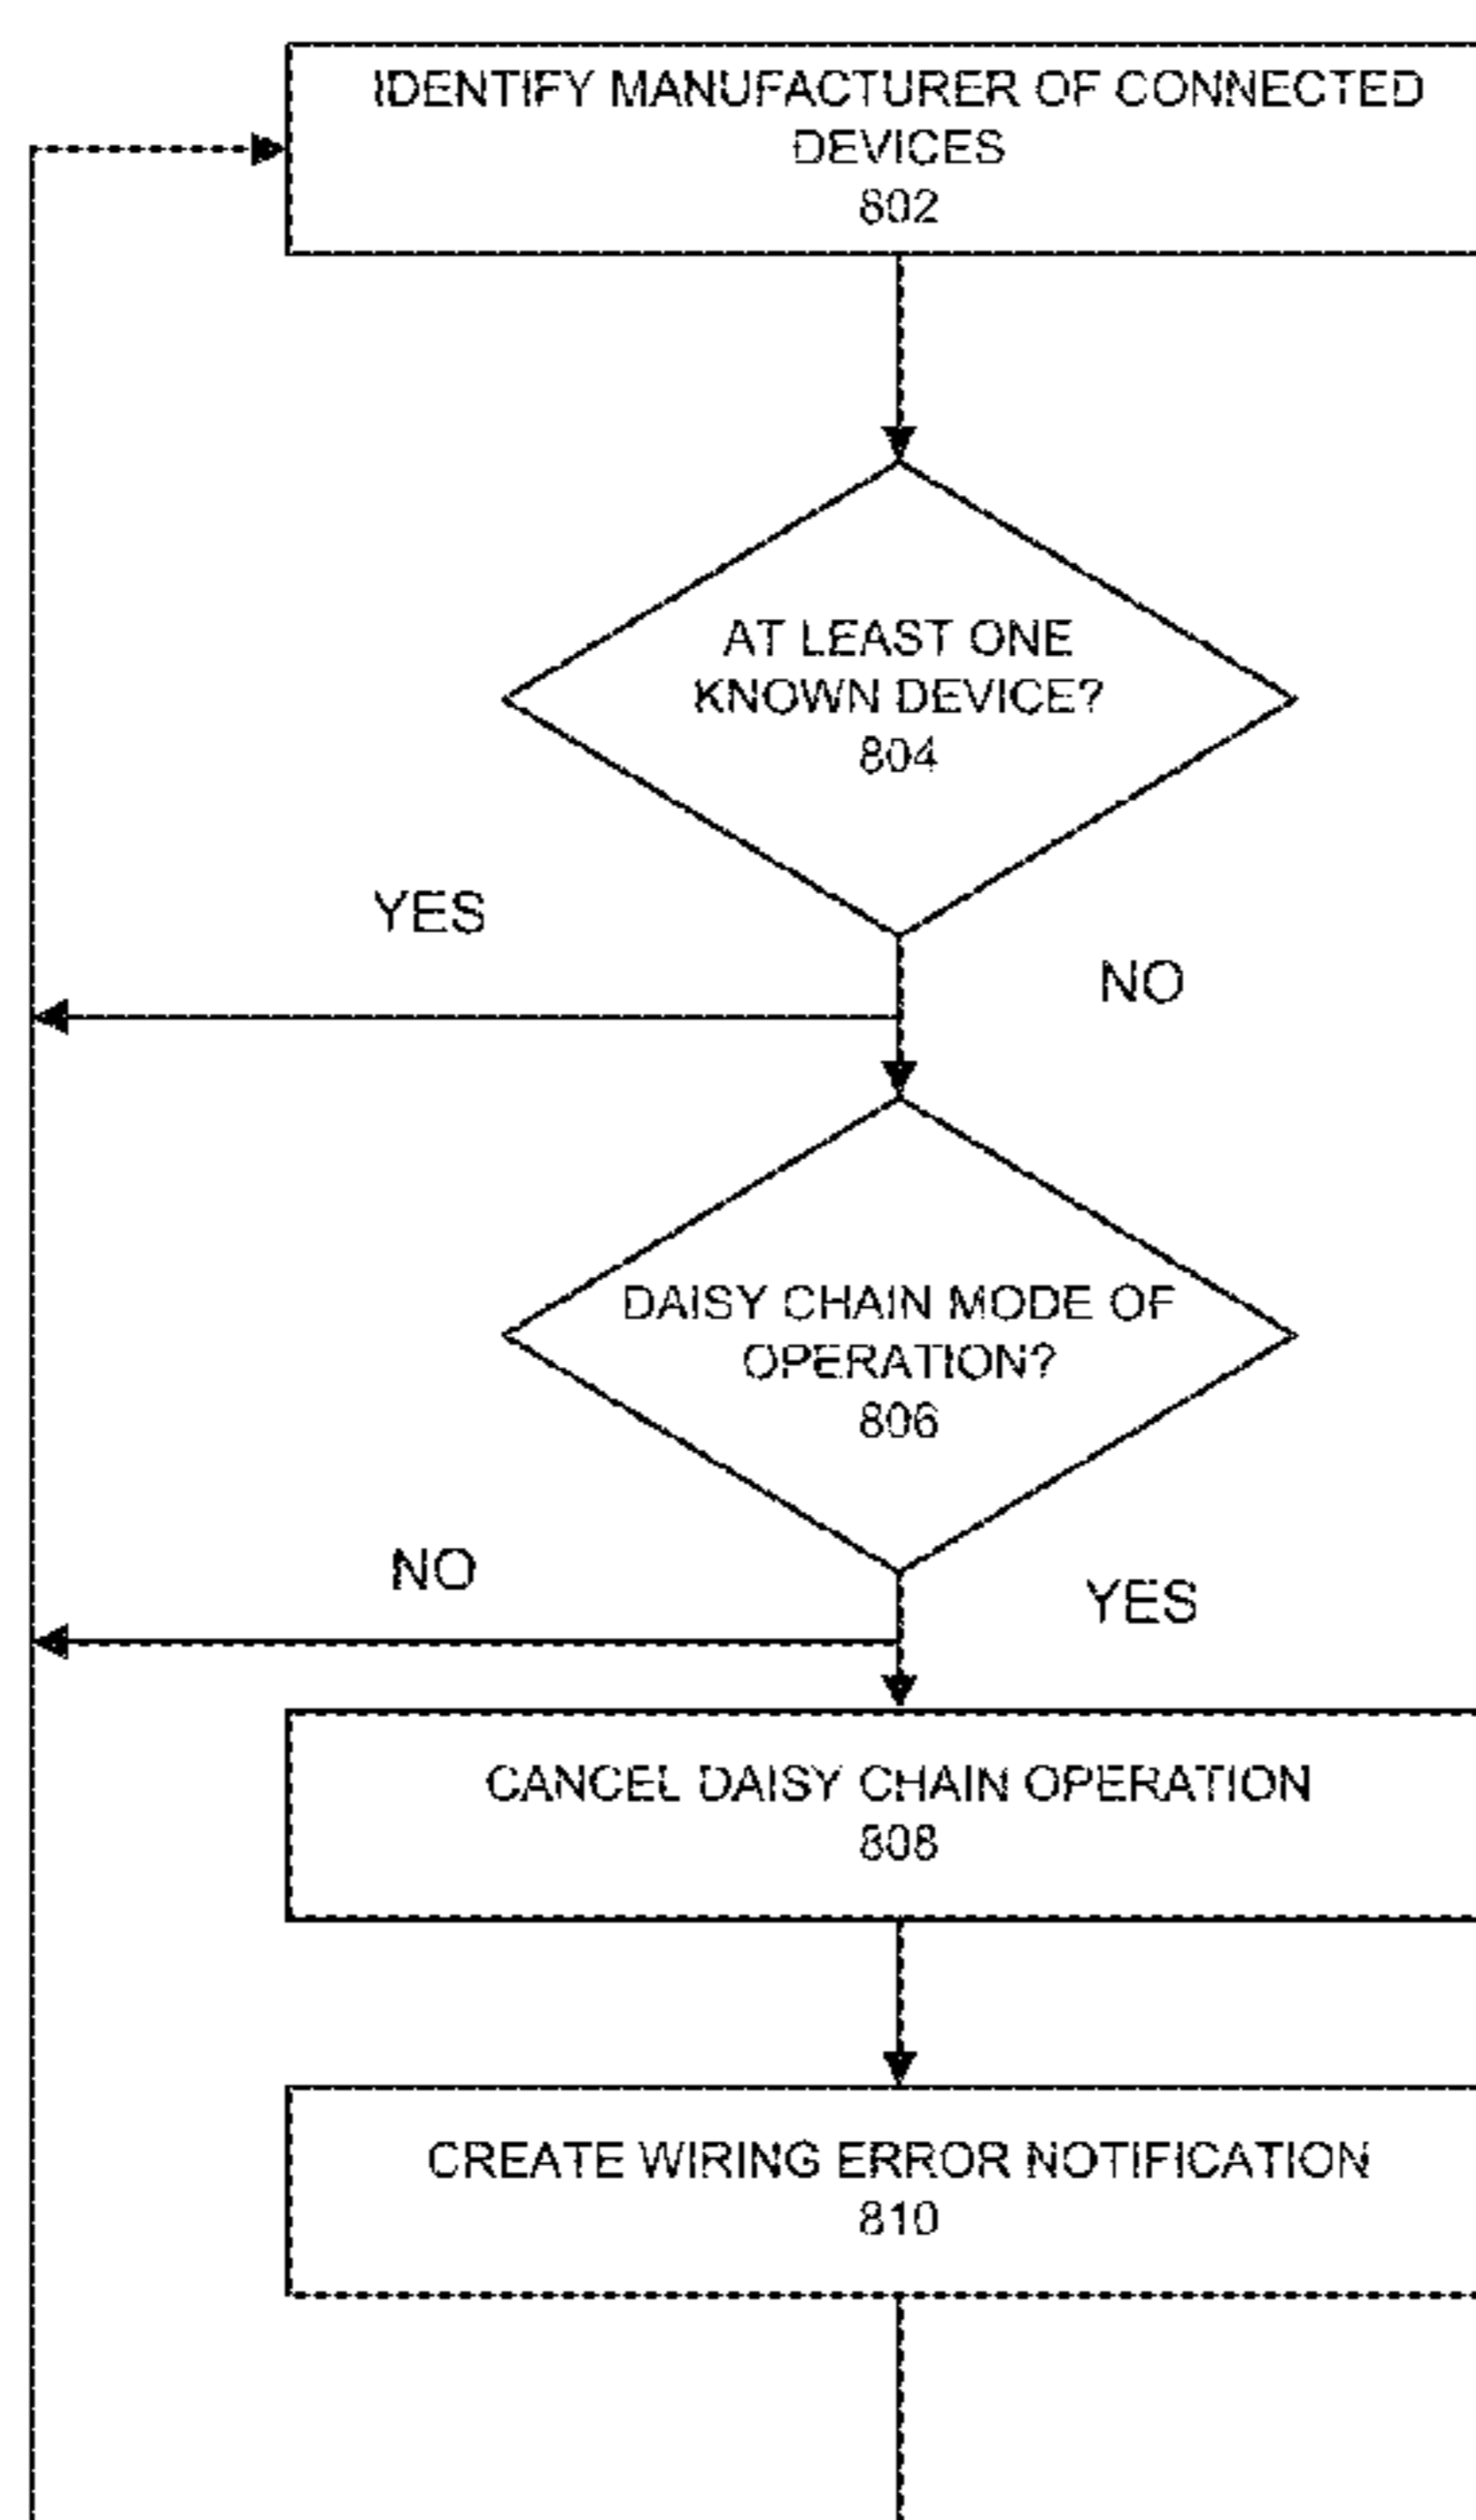 IDENTIFY MANUFACTURER OF CONNECTED
DEVICES
802
AT LEAST ONE
KNOWN DEVICE?
804
YES
NO
DAISY CHAIN MODE OF
OPERATION?
806
NO
YES
CANCEL DAISY CHAIN OPERATION
808
CREATE WIRING ERROR NOTIFICATION
810